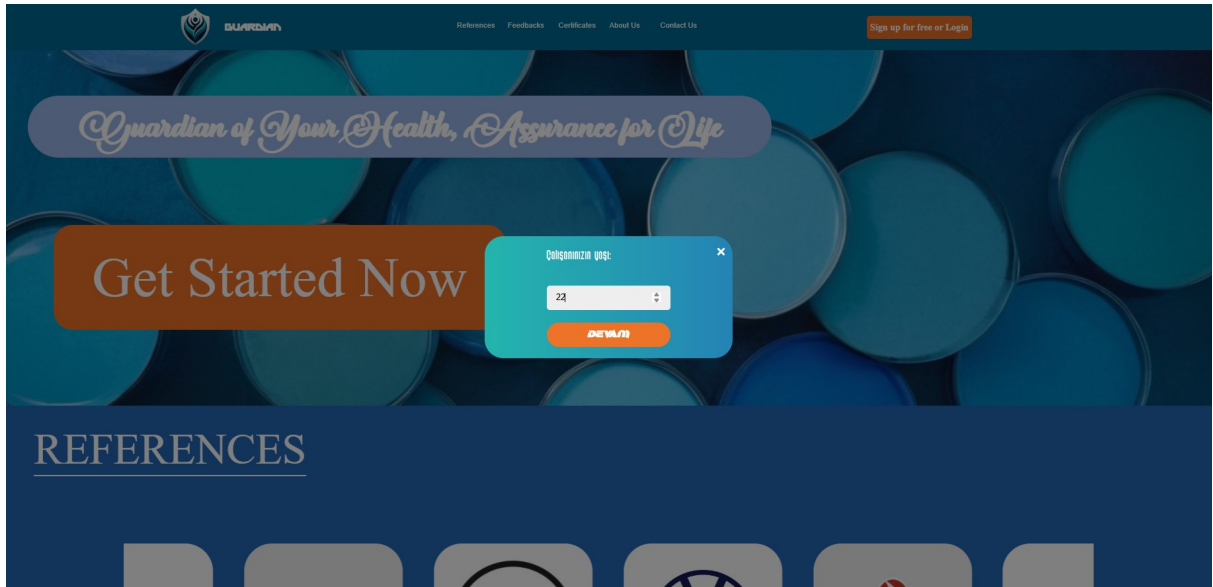 GUARDIAN
References Feedbacks Certificates About Us Contact Us
Sign up for free or Login
Guardian of Your Health, Assurance for Life
Get Started Now
Çalışanınızın yaşı:
22
DEVAM
REFERENCES